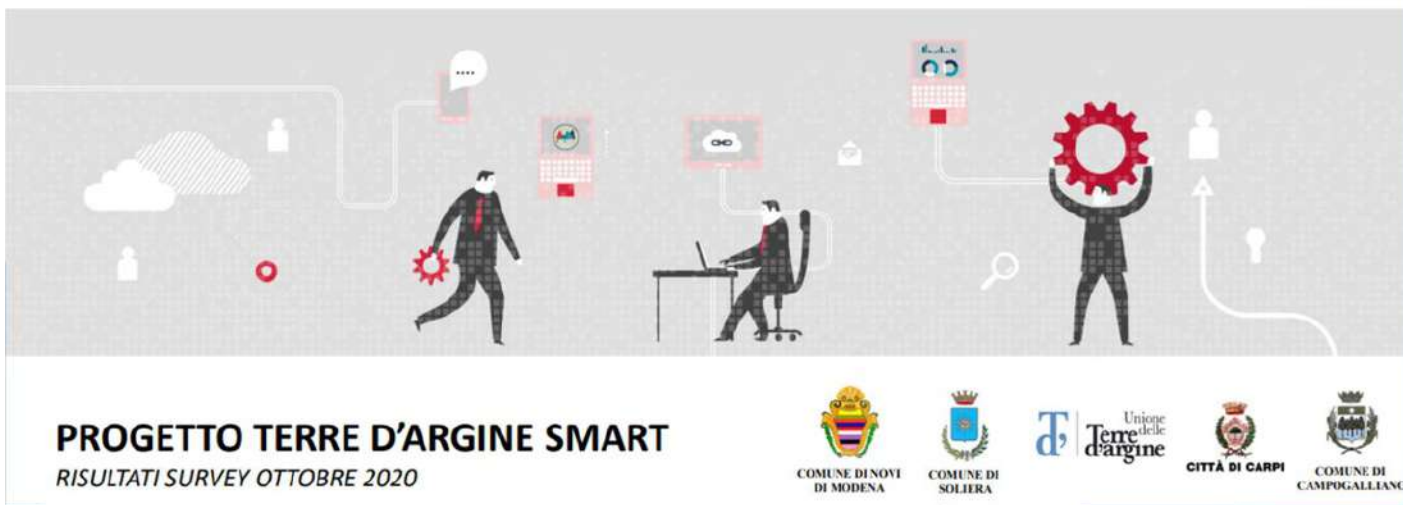 PROGETTO TERRE D'ARGINE SMART
RISULTATI SURVEY OTTOBRE 2020
COMUNE DI NOVI
DI MODENA
COMUNE DI
SOLIERA
Td'
Unione
delle
Terre
d'argine
CITTÀ DI CARPI
COMUNE DI
CAMPOGALLIANO